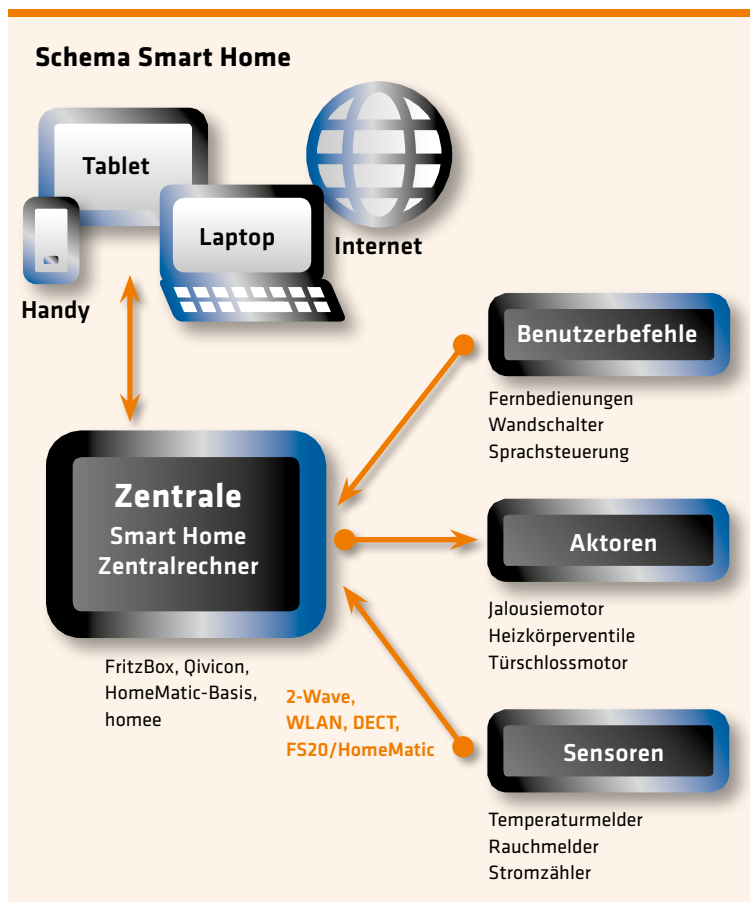 Schema Smart Home
Tablet
Laptop
Internet
Handy
Benutzerbefehle
Fernbedienungen
Wandschalter
Sprachsteuerung
Zentrale
Smart Home
Zentralrechner
Aktoren
Jalousiemotor
Heizkörperventile
Türschlossmotor
FritzBox, Qivicon,
HomeMatic-Basis,
homee
2-Wave,
WLAN, DECT,
FS20/HomeMatic
Sensoren
Temperaturmelder
Rauchmelder
Stromzähler